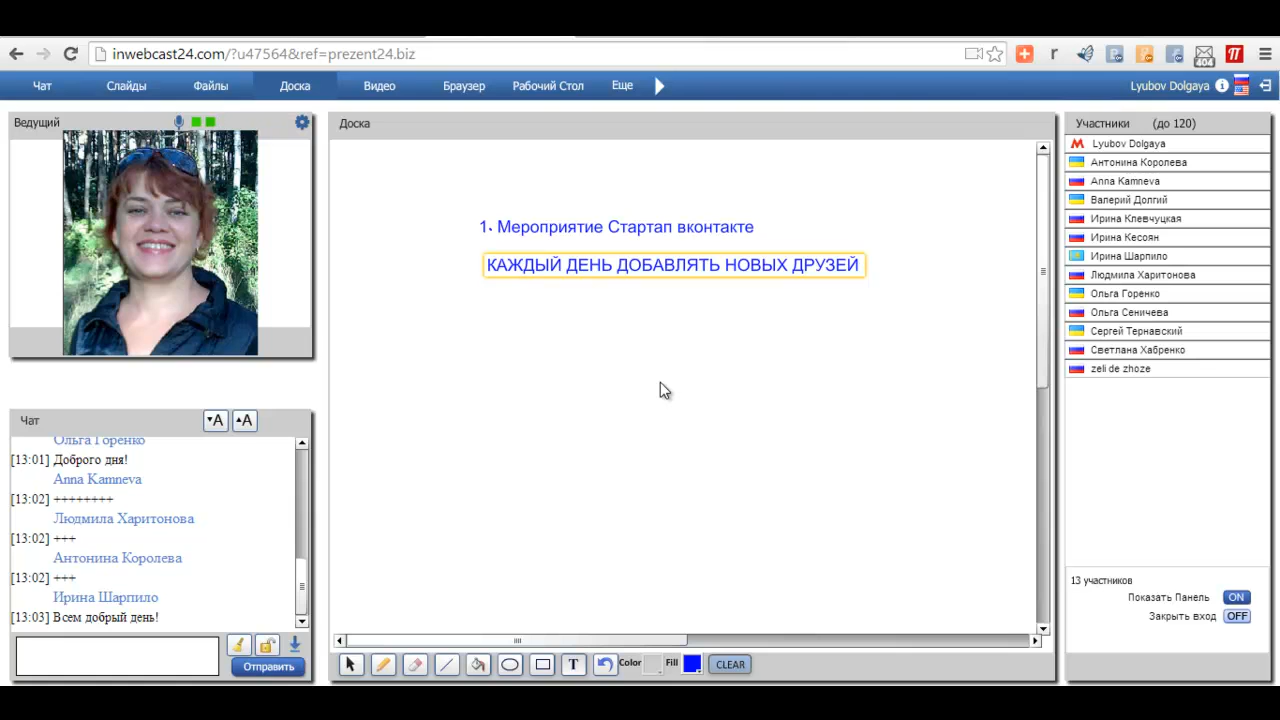 inwebcast24.com/?u47564&ref=prezent24.biz
404
Чат Слайды Файлы Доска Видео Браузер Рабочий Стол Еще
Lyubov Dolgaya
Ведущий
Доска
1. Мероприятие Стартап вконтакте
КАЖДЫЙ ДЕНЬ ДОБАВЛЯТЬ НОВЫХ ДРУЗЕЙ
Color Fill CLEAR
Чат
Ольга Горенко
[13:01] Доброго дня!
Anna Kamneva
[13:02] ++++++++
Людмила Харитонова
[13:02] +++
Антонина Королева
[13:02] +++
Ирина Шарпило
[13:03] Всем добрый день!
Отправить
Участники (до 120)
Lyubov Dolgaya
Антонина Королева
Anna Kamneva
Валерий Долгий
Ирина Клевчуцкая
Ирина Кесоян
Ирина Шарпило
Людмила Харитонова
Ольга Горенко
Ольга Сеничева
Сергей Тернавский
Светлана Хабренко
zeli de zhoze
13 участников
Показать Панель ON
Закрыть вход OFF